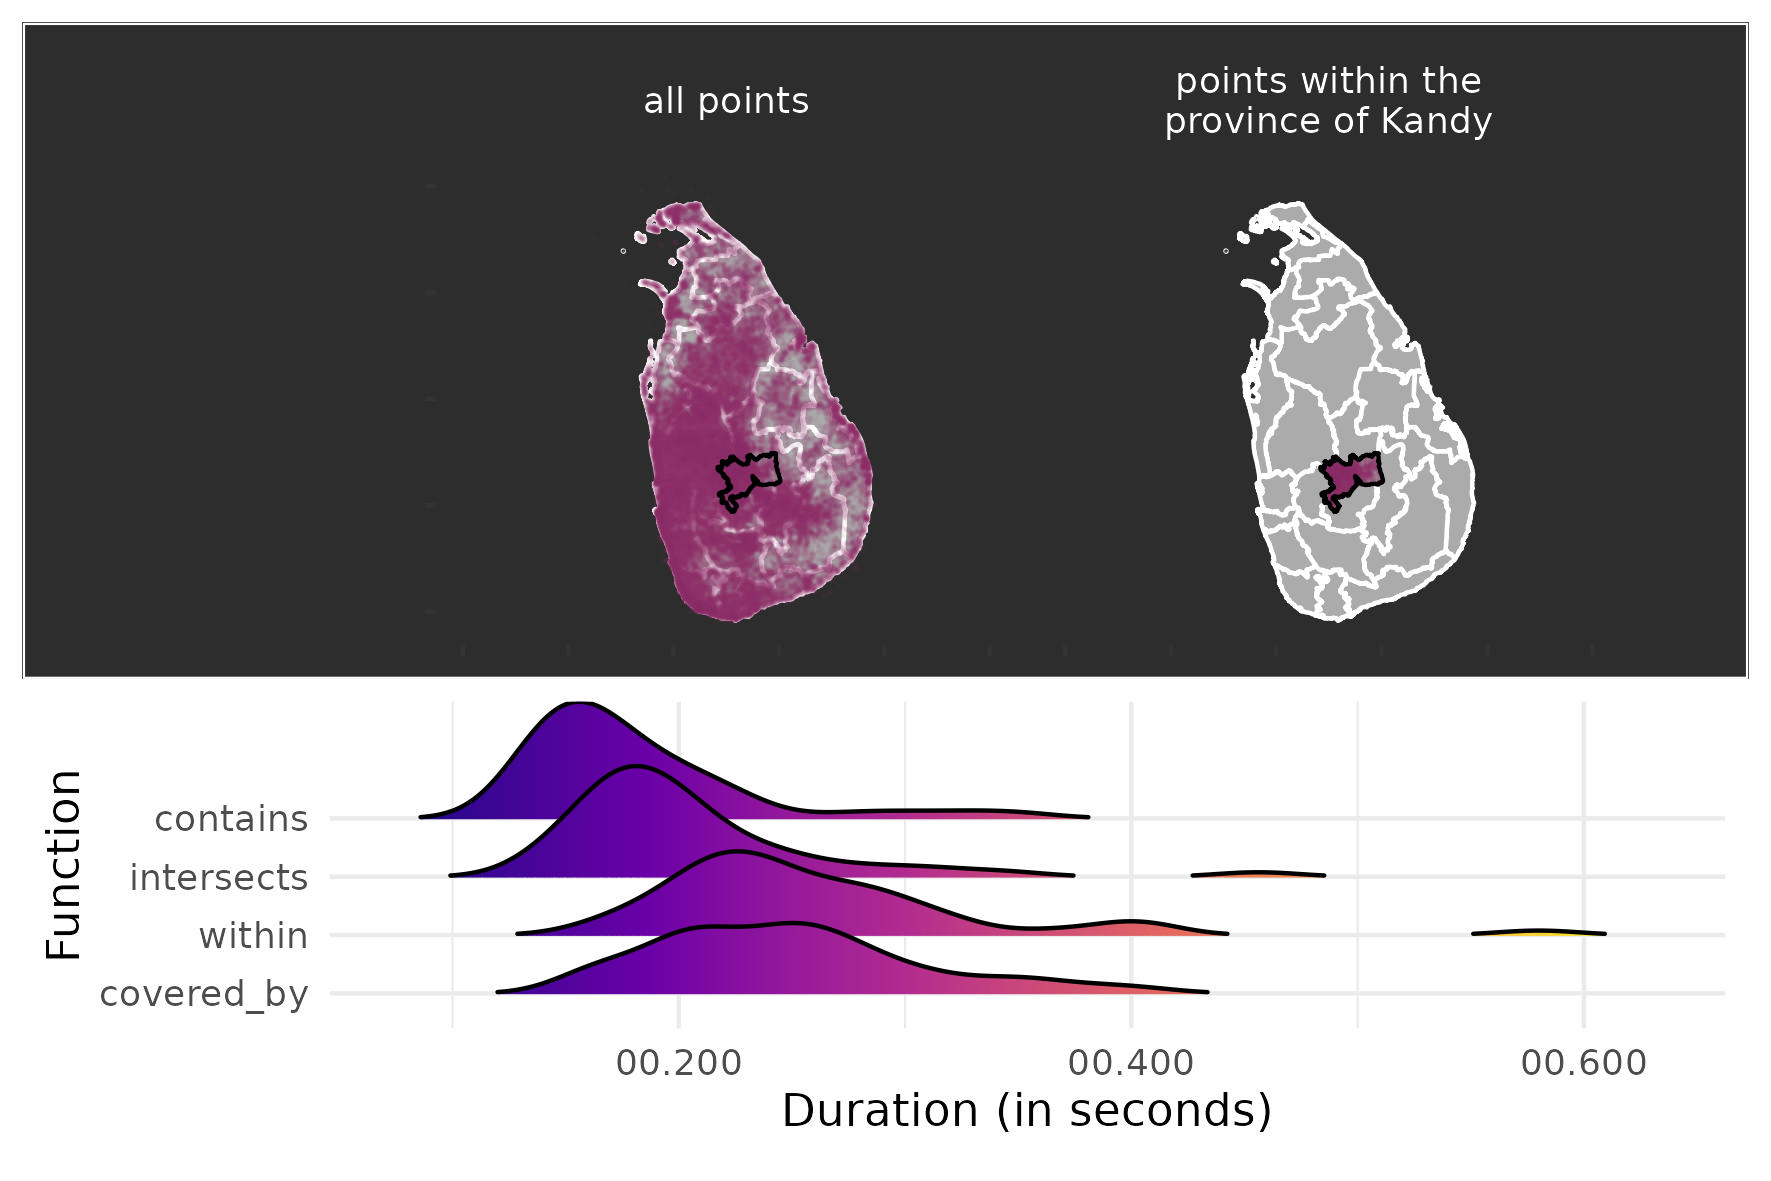 all points
points within the
province of Kandy
Function
contains
intersects
within
covered_by
00.200
00.400
00.600
Duration (in seconds)